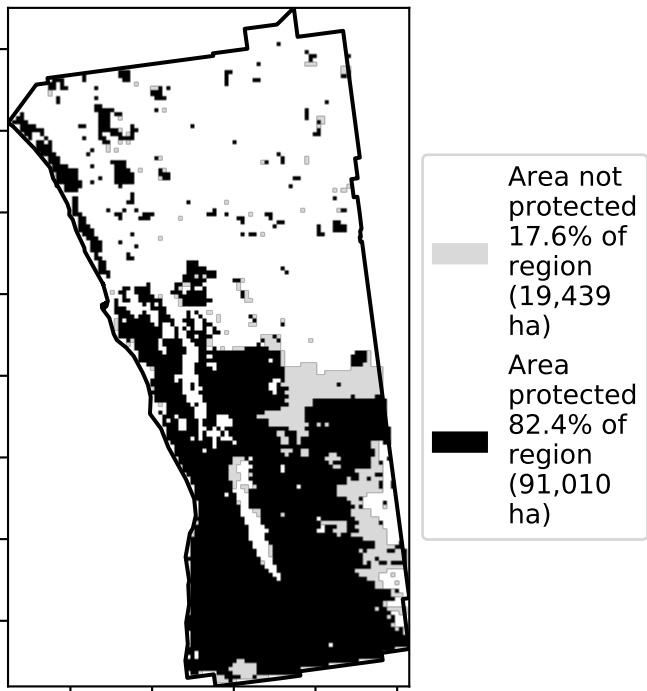 Area not
protected
17.6% of
region
(19,439
ha)
Area
protected
82.4% of
region
(91,010
ha)